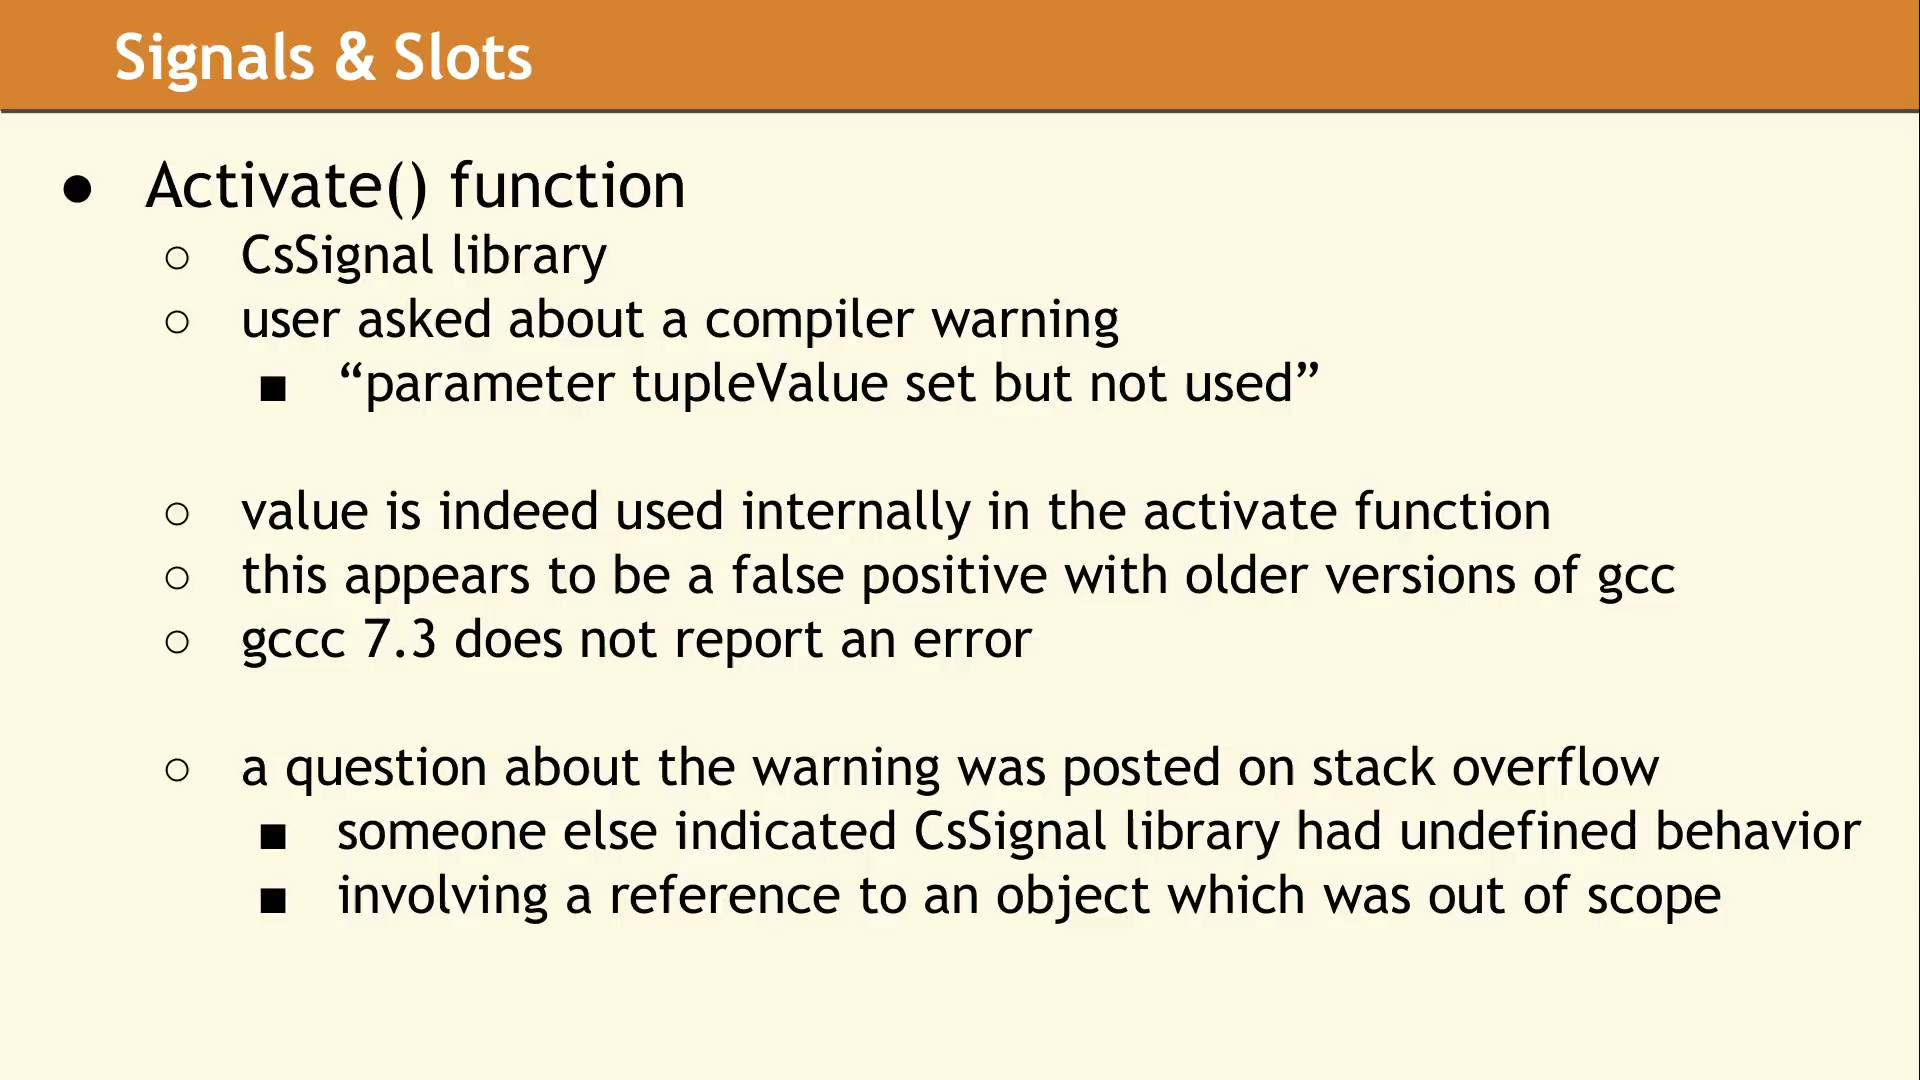 Signals & Slots
● Activate() function
○ CsSignal library
○ user asked about a compiler warning
■ “parameter tupleValue set but not used”
○ value is indeed used internally in the activate function
○ this appears to be a false positive with older versions of gcc
○ gccc 7.3 does not report an error
○ a question about the warning was posted on stack overflow
■ someone else indicated CsSignal library had undefined behavior
■ involving a reference to an object which was out of scope